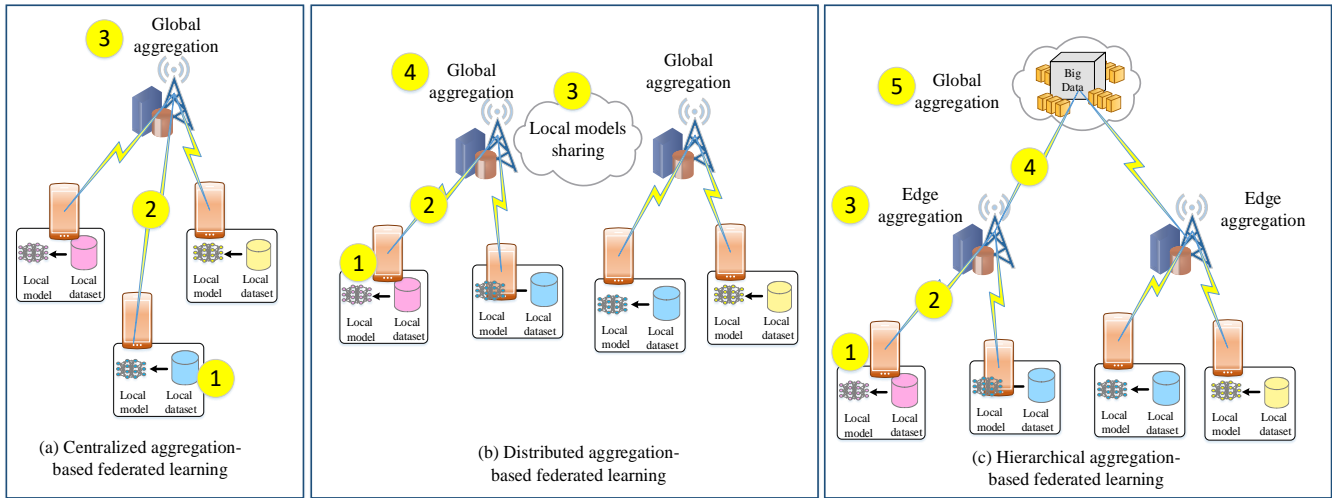 3
Global
aggregation
2
Local
model
Local
dataset
Local
model
Local
dataset
1
Local
model
Local
dataset
(a) Centralized aggregation-
based federated learning
4
Global
aggregation
3
Local models
sharing
Global
aggregation
2
1
Local
model
Local
dataset
Local
model
Local
dataset
Local
model
Local
dataset
Local
model
Local
dataset
(b) Distributed aggregation-
based federated learning
5
Global
aggregation
Big
Data
4
3
Edge
aggregation
Edge
aggregation
2
1
Local
model
Local
dataset
Local
model
Local
dataset
Local
model
Local
dataset
Local
model
Local
dataset
(c) Hierarchical aggregation-
based federated learning